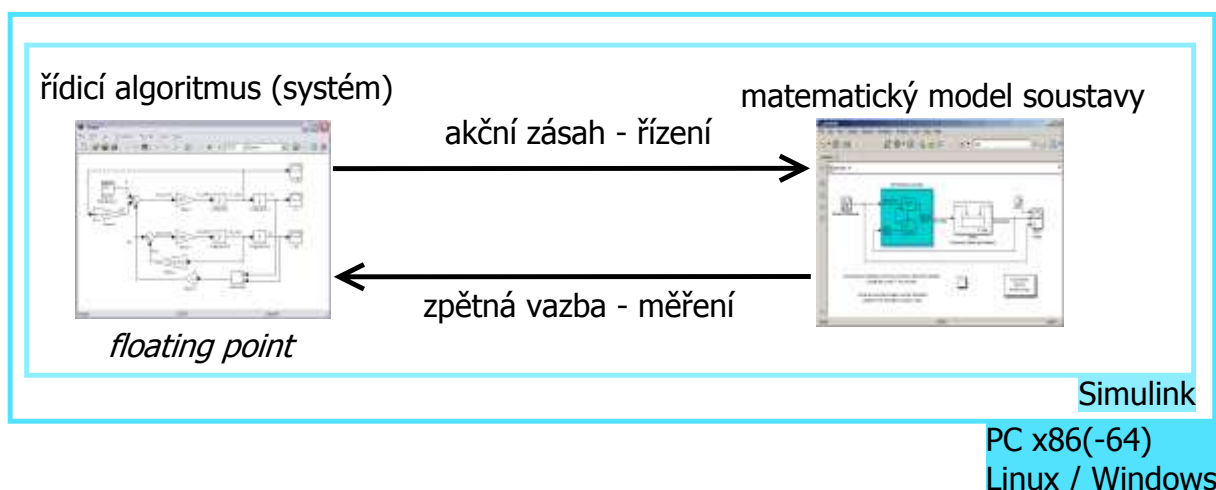 řídicí algoritmus (systém)
matematický model soustavy
akční zásah - řízení
zpětná vazba - měření
floating point
Simulink
PC x86(-64)
Linux / Windows